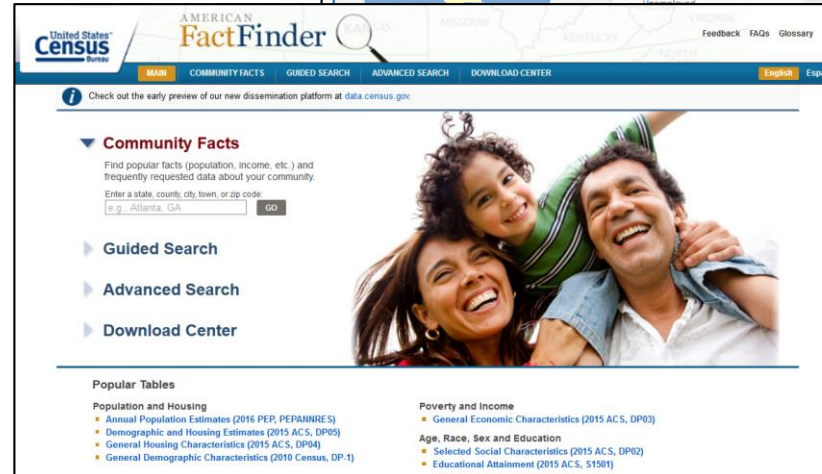 United States™
Census
Bureau
AMERICAN
FactFinder
KANSAS
MISSOURI
KENTUCKY
VIRGINIA
NORTH
Feedback FAQs Glossary
MAIN COMMUNITY FACTS GUIDED SEARCH ADVANCED SEARCH DOWNLOAD CENTER
English
i Check out the early preview of our new dissemination platform at data.census.gov.
Community Facts
Find popular facts (population, income, etc.) and
frequently requested data about your community.
Enter a state, county, city, town, or zip code:
e.g., Atlanta, GA GO
Guided Search
Advanced Search
Download Center
Popular Tables
Population and Housing
Annual Population Estimates (2016 PEP, PEPANNRES)
Demographic and Housing Estimates (2015 ACS, DP05)
General Housing Characteristics (2015 ACS, DP04)
General Demographic Characteristics (2010 Census, DP-1)
Poverty and Income
General Economic Characteristics (2015 ACS, DP03)
Age, Race, Sex and Education
Selected Social Characteristics (2015 ACS, DP02)
Educational Attainment (2015 ACS, S1501)